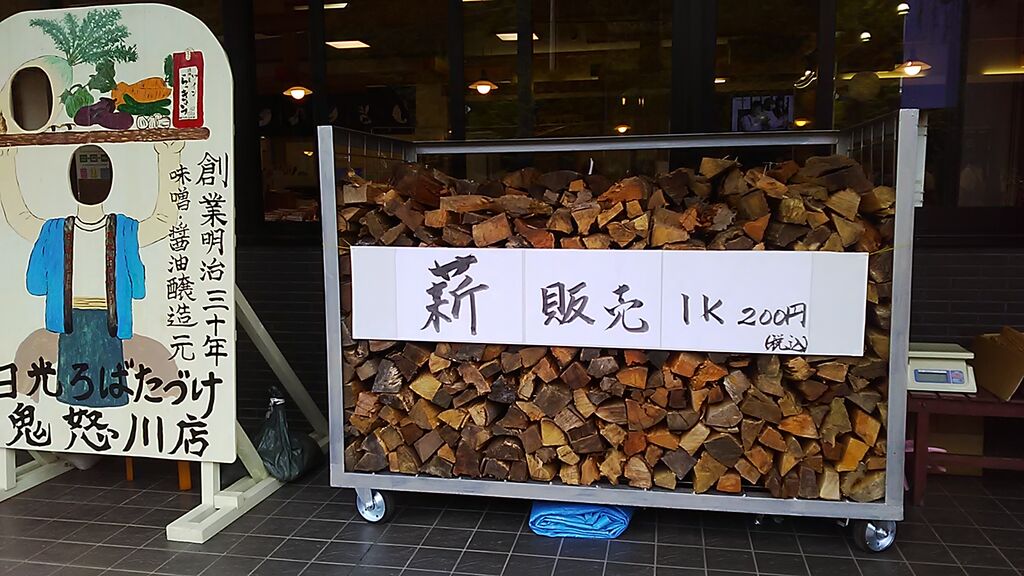 創業明治三十年
味噌・醤油醸造元
日光ろばたづけ
鬼怒川店
薪 販売 1K 200円
(税込)